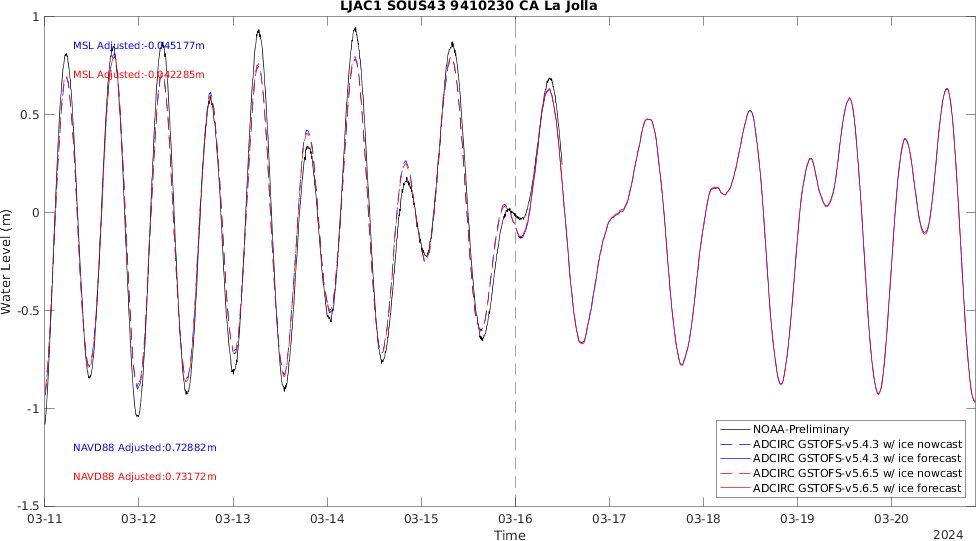 LJAC1 SOUS43 9410230 CA La Jolla
MSL Adjusted:-0.045177m
MSL Adjusted:-0.042285m
NAVD88 Adjusted:0.72882m
NAVD88 Adjusted:0.73172m
Water Level (m)
1
0.5
0
-0.5
-1
-1.5
NOAA-Preliminary
ADCIRC GSTOFS-v5.4.3 w/ ice nowcast
ADCIRC GSTOFS-v5.4.3 w/ ice forecast
ADCIRC GSTOFS-v5.6.5 w/ ice nowcast
ADCIRC GSTOFS-v5.6.5 w/ ice forecast
03-11 03-12 03-13 03-14 03-15 03-16 03-17 03-18 03-19 03-20
Time
2024